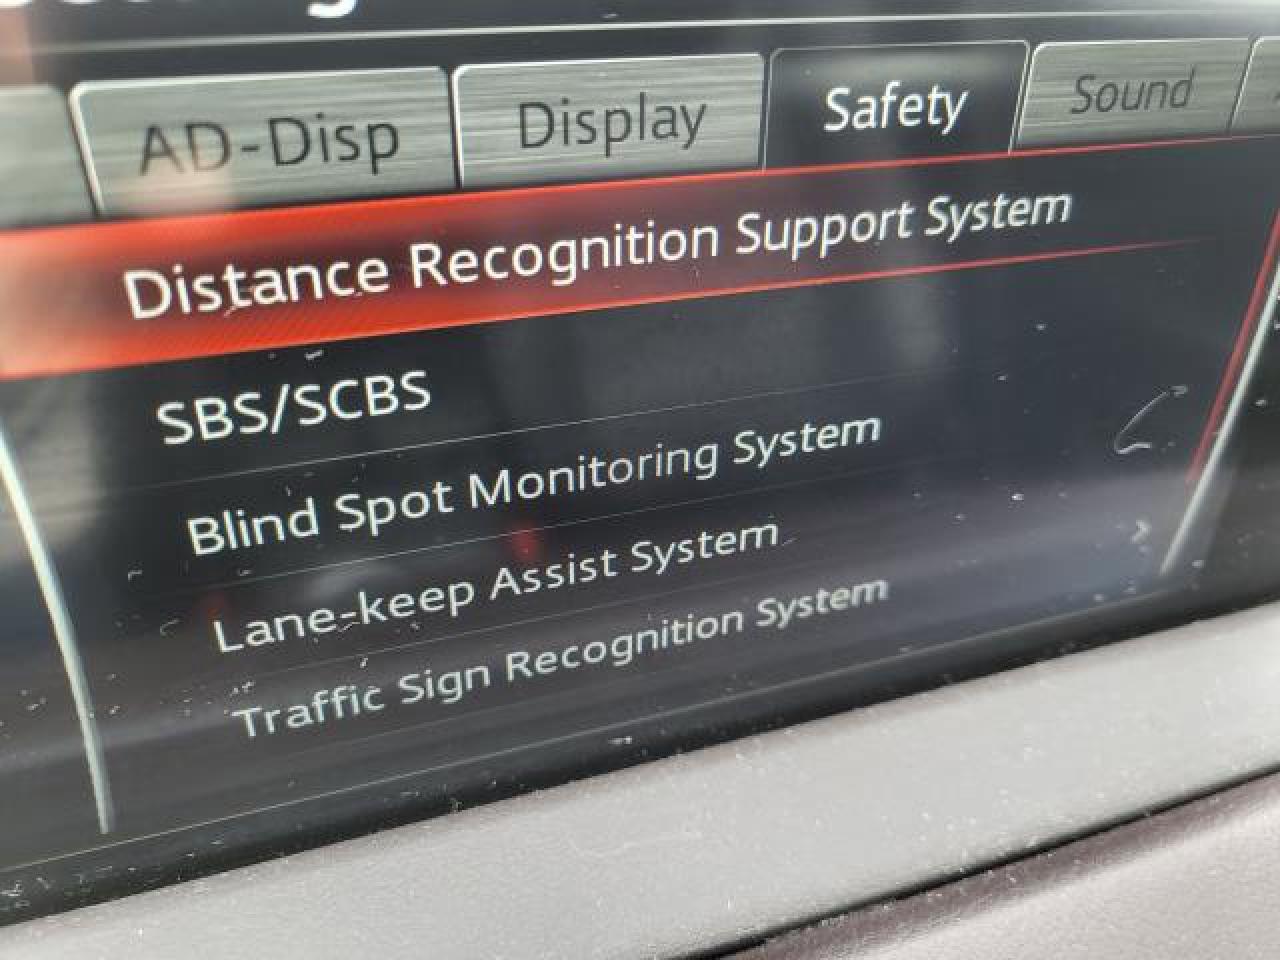 AD-Disp Display Safety Sound
Distance Recognition Support System
SBS/SCBS
Blind Spot Monitoring System
Lane-keep Assist System
Traffic Sign Recognition System